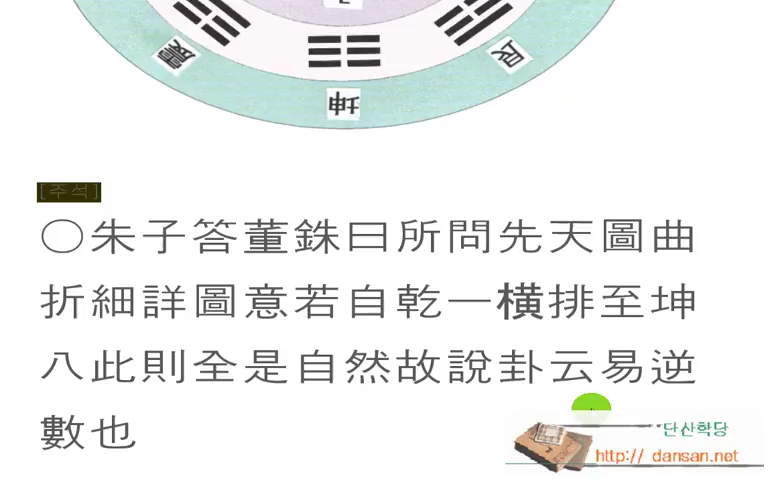 震
坤
艮
[주석]
〇朱子答董銖曰所問先天圖曲
折細詳圖意若自乾一橫排至坤
八此則全是自然故說卦云易逆
數也
단산학당
http:// dansan.net